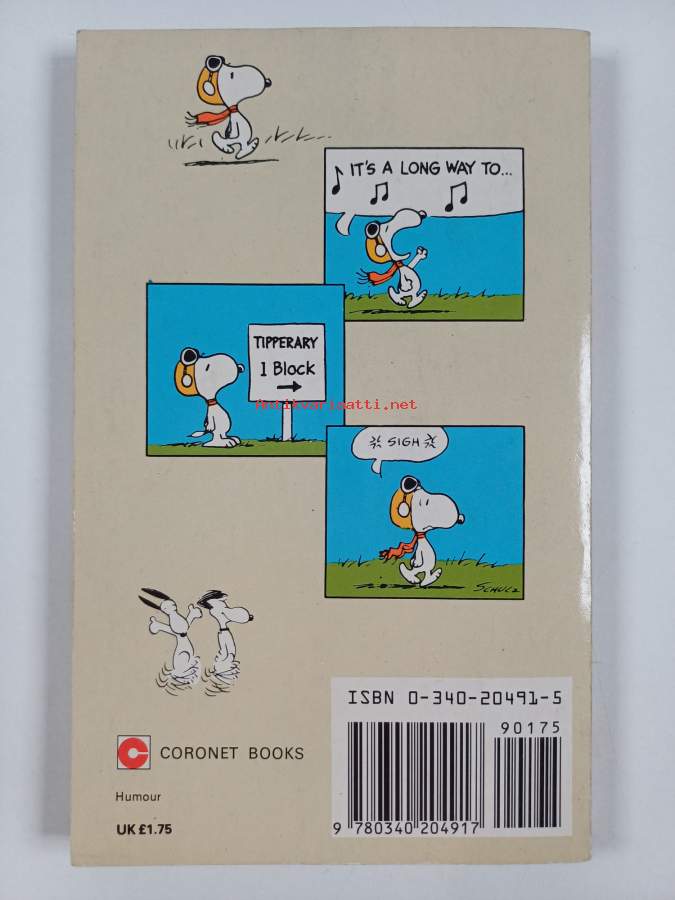 IT'S A LONG WAY TO...
TIPPERARY
1 Block
Antikvariaatti.net
SIGH
SCHULZ
ISBN 0-340-20491-5
90175
CORONET BOOKS
Humour
UK £1.75
9 780340 204917